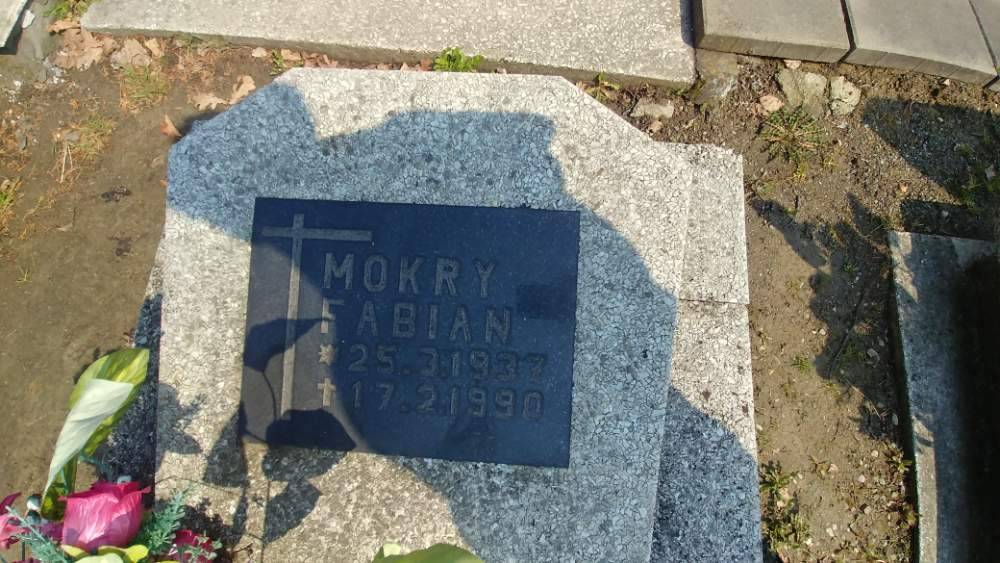 MOKRY
FABIAN
* 25.3.1937
† 17.2.1990